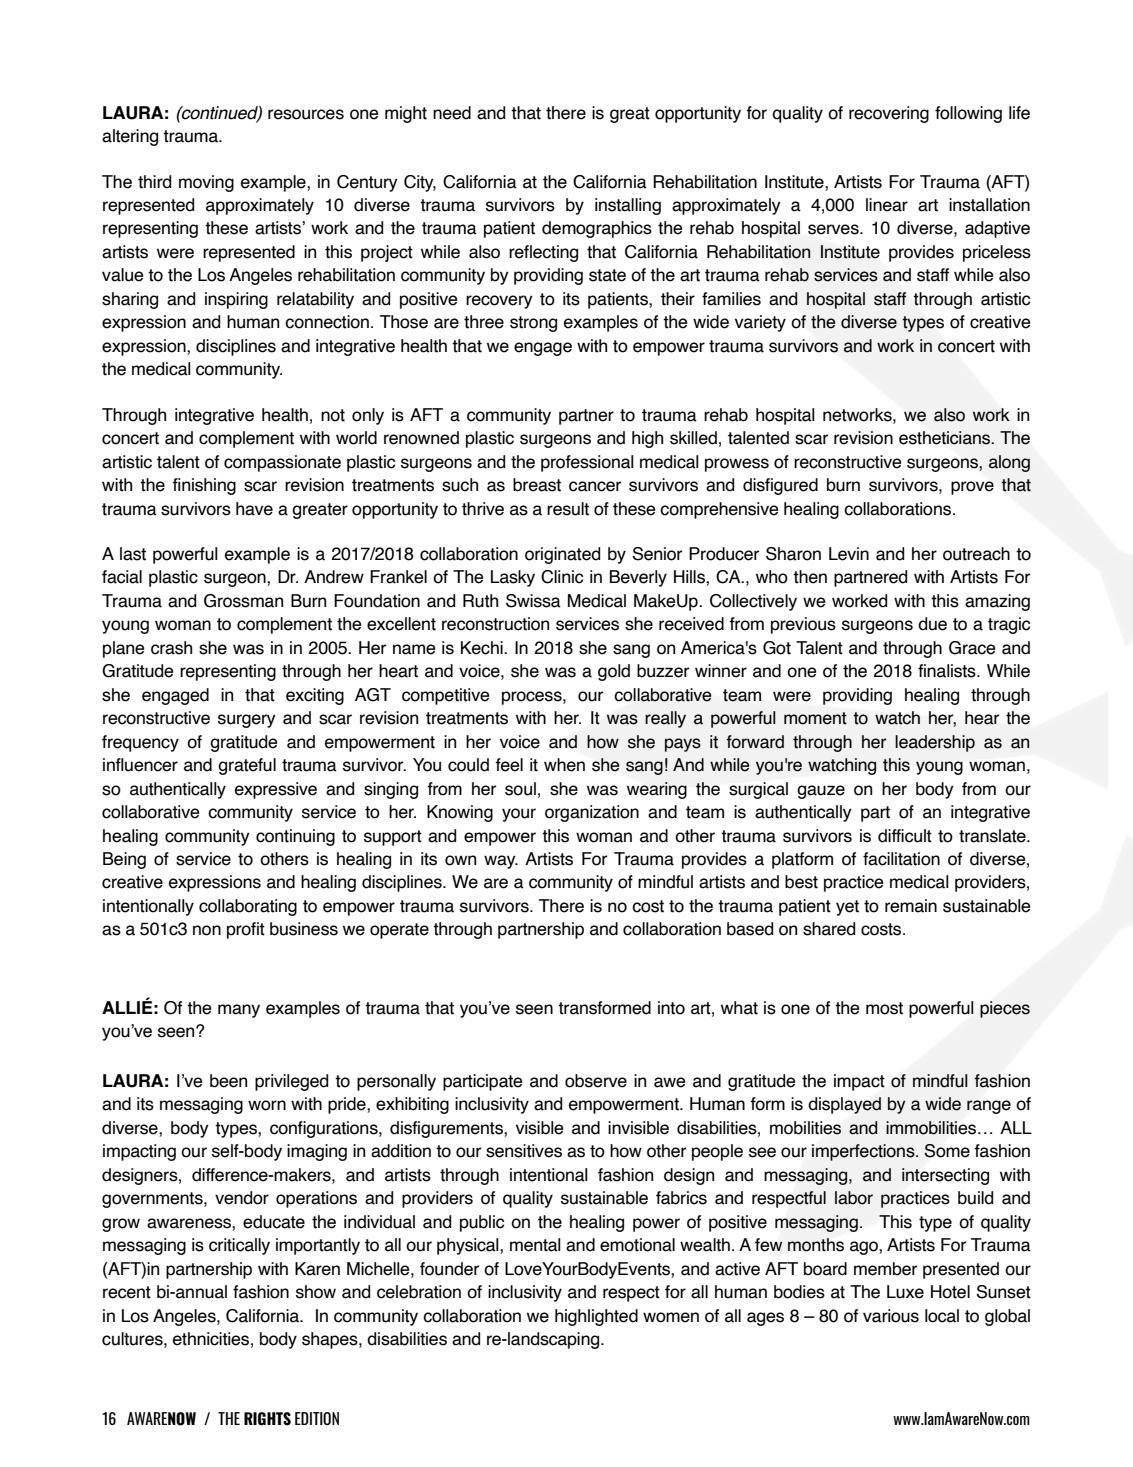 LAURA: (continued) resources one might need and that there is great opportunity for quality of recovering following life
altering trauma.
The third moving example, in Century City, California at the California Rehabilitation Institute, Artists For Trauma (AFT)
represented approximately 10 diverse trauma survivors by installing approximately a 4,000 linear art installation
representing these artists’ work and the trauma patient demographics the rehab hospital serves. 10 diverse, adaptive
artists were represented in this project while also reflecting that California Rehabilitation Institute provides priceless
value to the Los Angeles rehabilitation community by providing state of the art trauma rehab services and staff while also
sharing and inspiring relatability and positive recovery to its patients, their families and hospital staff through artistic
expression and human connection. Those are three strong examples of the wide variety of the diverse types of creative
expression, disciplines and integrative health that we engage with to empower trauma survivors and work in concert with
the medical community.
Through integrative health, not only is AFT a community partner to trauma rehab hospital networks, we also work in
concert and complement with world renowned plastic surgeons and high skilled, talented scar revision estheticians. The
artistic talent of compassionate plastic surgeons and the professional medical prowess of reconstructive surgeons, along
with the finishing scar revision treatments such as breast cancer survivors and disfigured burn survivors, prove that
trauma survivors have a greater opportunity to thrive as a result of these comprehensive healing collaborations.
A last powerful example is a 2017/2018 collaboration originated by Senior Producer Sharon Levin and her outreach to
facial plastic surgeon, Dr. Andrew Frankel of The Lasky Clinic in Beverly Hills, CA., who then partnered with Artists For
Trauma and Grossman Burn Foundation and Ruth Swissa Medical MakeUp. Collectively we worked with this amazing
young woman to complement the excellent reconstruction services she received from previous surgeons due to a tragic
plane crash she was in in 2005. Her name is Kechi. In 2018 she sang on America's Got Talent and through Grace and
Gratitude representing through her heart and voice, she was a gold buzzer winner and one of the 2018 finalists. While
she engaged in that exciting AGT competitive process, our collaborative team were providing healing through
reconstructive surgery and scar revision treatments with her. It was really a powerful moment to watch her, hear the
frequency of gratitude and empowerment in her voice and how she pays it forward through her leadership as an
influencer and grateful trauma survivor. You could feel it when she sang! And while you're watching this young woman,
so authentically expressive and singing from her soul, she was wearing the surgical gauze on her body from our
collaborative community service to her. Knowing your organization and team is authentically part of an integrative
healing community continuing to support and empower this woman and other trauma survivors is difficult to translate.
Being of service to others is healing in its own way. Artists For Trauma provides a platform of facilitation of diverse,
creative expressions and healing disciplines. We are a community of mindful artists and best practice medical providers,
intentionally collaborating to empower trauma survivors. There is no cost to the trauma patient yet to remain sustainable
as a 501c3 non profit business we operate through partnership and collaboration based on shared costs.
ALLIÉ: Of the many examples of trauma that you’ve seen transformed into art, what is one of the most powerful pieces
you’ve seen?
LAURA: I’ve been privileged to personally participate and observe in awe and gratitude the impact of mindful fashion
and its messaging worn with pride, exhibiting inclusivity and empowerment. Human form is displayed by a wide range of
diverse, body types, configurations, disfigurements, visible and invisible disabilities, mobilities and immobilities… ALL
impacting our self-body imaging in addition to our sensitives as to how other people see our imperfections. Some fashion
designers, difference-makers, and artists through intentional fashion design and messaging, and intersecting with
governments, vendor operations and providers of quality sustainable fabrics and respectful labor practices build and
grow awareness, educate the individual and public on the healing power of positive messaging.  This type of quality
messaging is critically importantly to all our physical, mental and emotional wealth. A few months ago, Artists For Trauma
(AFT)in partnership with Karen Michelle, founder of LoveYourBodyEvents, and active AFT board member presented our
recent bi-annual fashion show and celebration of inclusivity and respect for all human bodies at The Luxe Hotel Sunset
in Los Angeles, California.  In community collaboration we highlighted women of all ages 8 – 80 of various local to global
cultures, ethnicities, body shapes, disabilities and re-landscaping.
16 AWARENOW / THE RIGHTS EDITION
www.IamAwareNow.com